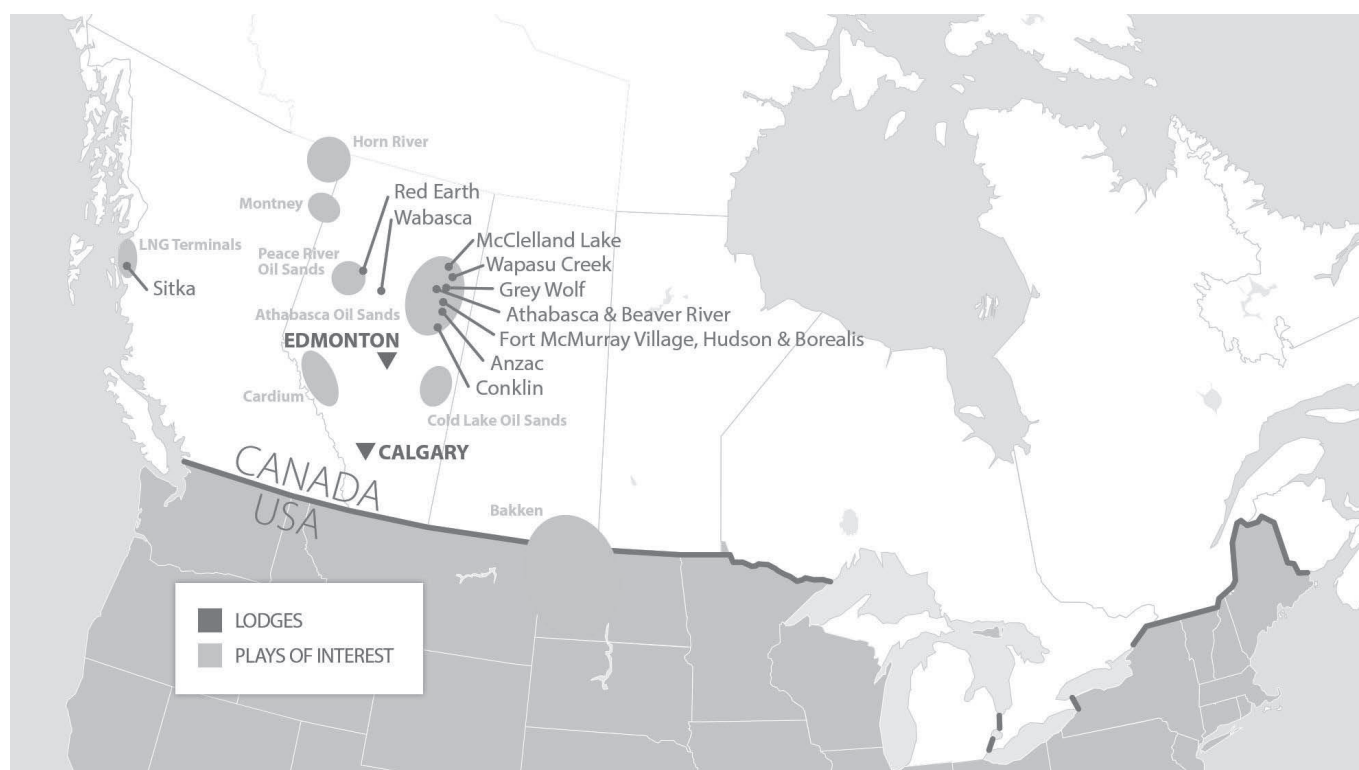 Horn River
Red Earth
Montney
Wabasca
McClelland Lake
LNG Terminals
Peace River
Oil Sands
Wapasu Creek
Sitka
Grey Wolf
Athabasca Oil Sands
Athabasca & Beaver River
EDMONTON
Fort McMurray Village, Hudson & Borealis
Anzac
Conklin
Cardium
Cold Lake Oil Sands
CALGARY
CANADA
USA
Bakken
LODGES
PLAYS OF INTEREST